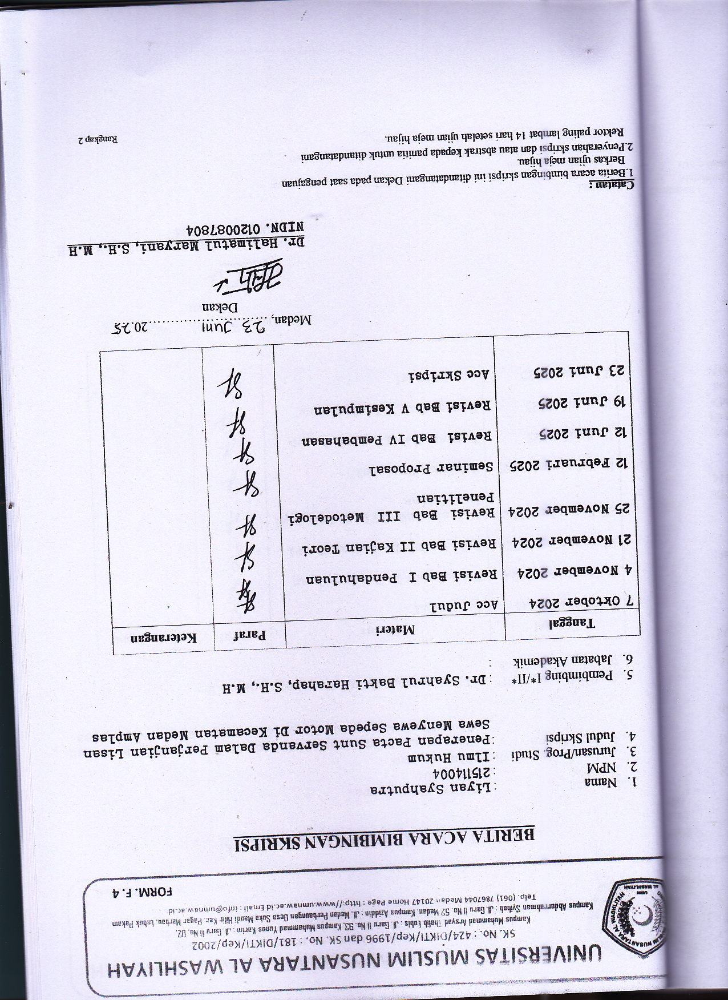 UNIVERSITAS MUSLIM NUSANTARA AL WASHLIYAH
SK. No. : 424/DIKTI/Kep/1996 dan SK. No. : 181/DIKTI/Kep/2002
Kampus Muhammad Arsyad Thalib Lubis : Jl. Garu II No. 93, Kampus Muhammad Yunus Karim : Jl. Garu II No. 02,
Kampus Abdurrahman Syihab : Jl. Garu II No. 52 Medan, Kampus Azizddin : Jl. Medan Perbaungan Desa Suka Mandi Hilir Kec. Pagar Merbau, Lubuk Pakam
Telp. (061) 7867044 Medan 20147 Home Page : http://www.umnaw.ac.id Email : info@umnaw.ac.id
FORM. F. 4
BERITA ACARA BIMBINGAN SKRIPSI
1. Nama : Liyan Syahputra
2. NPM : 215114004
3. Jurusan/Prog. Studi : Ilmu Hukum
4. Judul Skripsi : Penerapan Pacta Sunt Servanda Dalam Perjanjian Lisan
Sewa Menyewa Sepeda Motor Di Kecamatan Medan Amplas
5. Pembimbing I*/II* : Dr. Syahrul Bakti Harahap, S.H., M.H
6. Jabatan Akademik :
Tanggal Materi Paraf Keterangan
7 Oktober 2024 Acc Judul
4 November 2024 Revisi Bab I Pendahuluan
21 November 2024 Revisi Bab II Kajian Teori
25 November 2024 Revisi Bab III Metodelogi
Penelitian
12 Februari 2025 Seminar Proposal
12 Juni 2025 Revisi Bab IV Pembahasan
19 Juni 2025 Revisi Bab V Kesimpulan
23 Juni 2025 Acc Skripsi
Medan, 23 Juni 20.25
Dekan
Dr. Halimatul Maryani, S.H., M.H
NIDN. 0120087804
Catatan :
1.Berita acara bimbingan skripsi ini ditandatangani Dekan pada saat pengajuan
Berkas ujian meja hijau.
2.Penyerahan skripsi dan atau abstrak kepada panitia untuk ditandatangani
Rektor paling lambat 14 hari setelah ujian meja hijau.
Rangkap 2